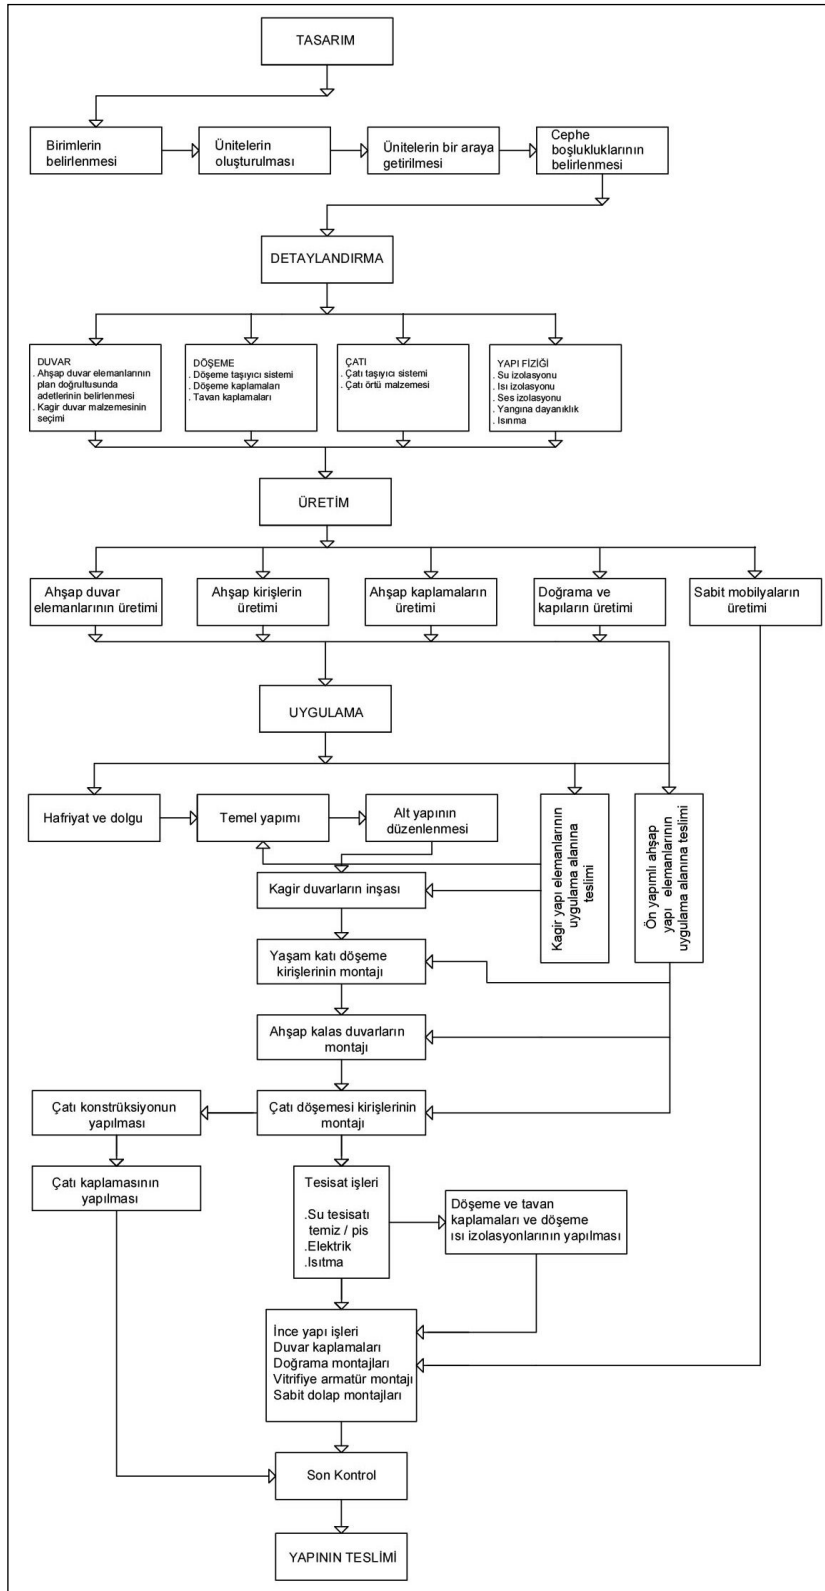 TASARIM
Birimlerin
belirlenmesi
Ünitelerin
oluşturulması
Ünitelerin bir araya
getirilmesi
Cephe
boşlukluklarının
belirlenmesi
DETAYLANDIRMA
DUVAR
. Ahşap duvar elemanlarının
plan doğrultusunda
adetlerinin belirlenmesi
. Kagir duvar malzemesinin
seçimi
DÖŞEME
. Döşeme taşıyıcı sistemi
. Döşeme kaplamaları
. Tavan kaplamaları
ÇATI
. Çatı taşıyıcı sistemi
. Çatı örtü malzemesi
YAPI FİZİĞİ
. Su izolasyonu
. Isı izolasyonu
. Ses izolasyonu
. Yangına dayanıklık
. Isınma
ÜRETİM
Ahşap duvar
elemanlarının üretimi
Ahşap kirişlerin
üretimi
Ahşap kaplamaların
üretimi
Doğrama ve
kapıların üretimi
Sabit mobilyaların
üretimi
UYGULAMA
Hafriyat ve dolgu
Temel yapımı
Alt yapının
düzenlenmesi
Kagir yapı elemanlarının
uygulama alanına
teslimi
Ön yapımlı ahşap
yapı elemanlarının
uygulama alanına teslimi
Kagir duvarların inşası
Yaşam katı döşeme
kirişlerinin montajı
Ahşap kalas duvarların
montajı
Çatı konstrüksiyonun
yapılması
Çatı döşemesi kirişlerinin
montajı
Çatı kaplamasının
yapılması
Tesisat işleri
.Su tesisatı
temiz / pis
.Elektrik
.Isıtma
Döşeme ve tavan
kaplamaları ve döşeme
ısı izolasyonlarının yapılması
İnce yapı işleri
Duvar kaplamaları
Doğrama montajları
Vitrifiye armatür montajı
Sabit dolap montajları
Son Kontrol
YAPININ TESLİMİ